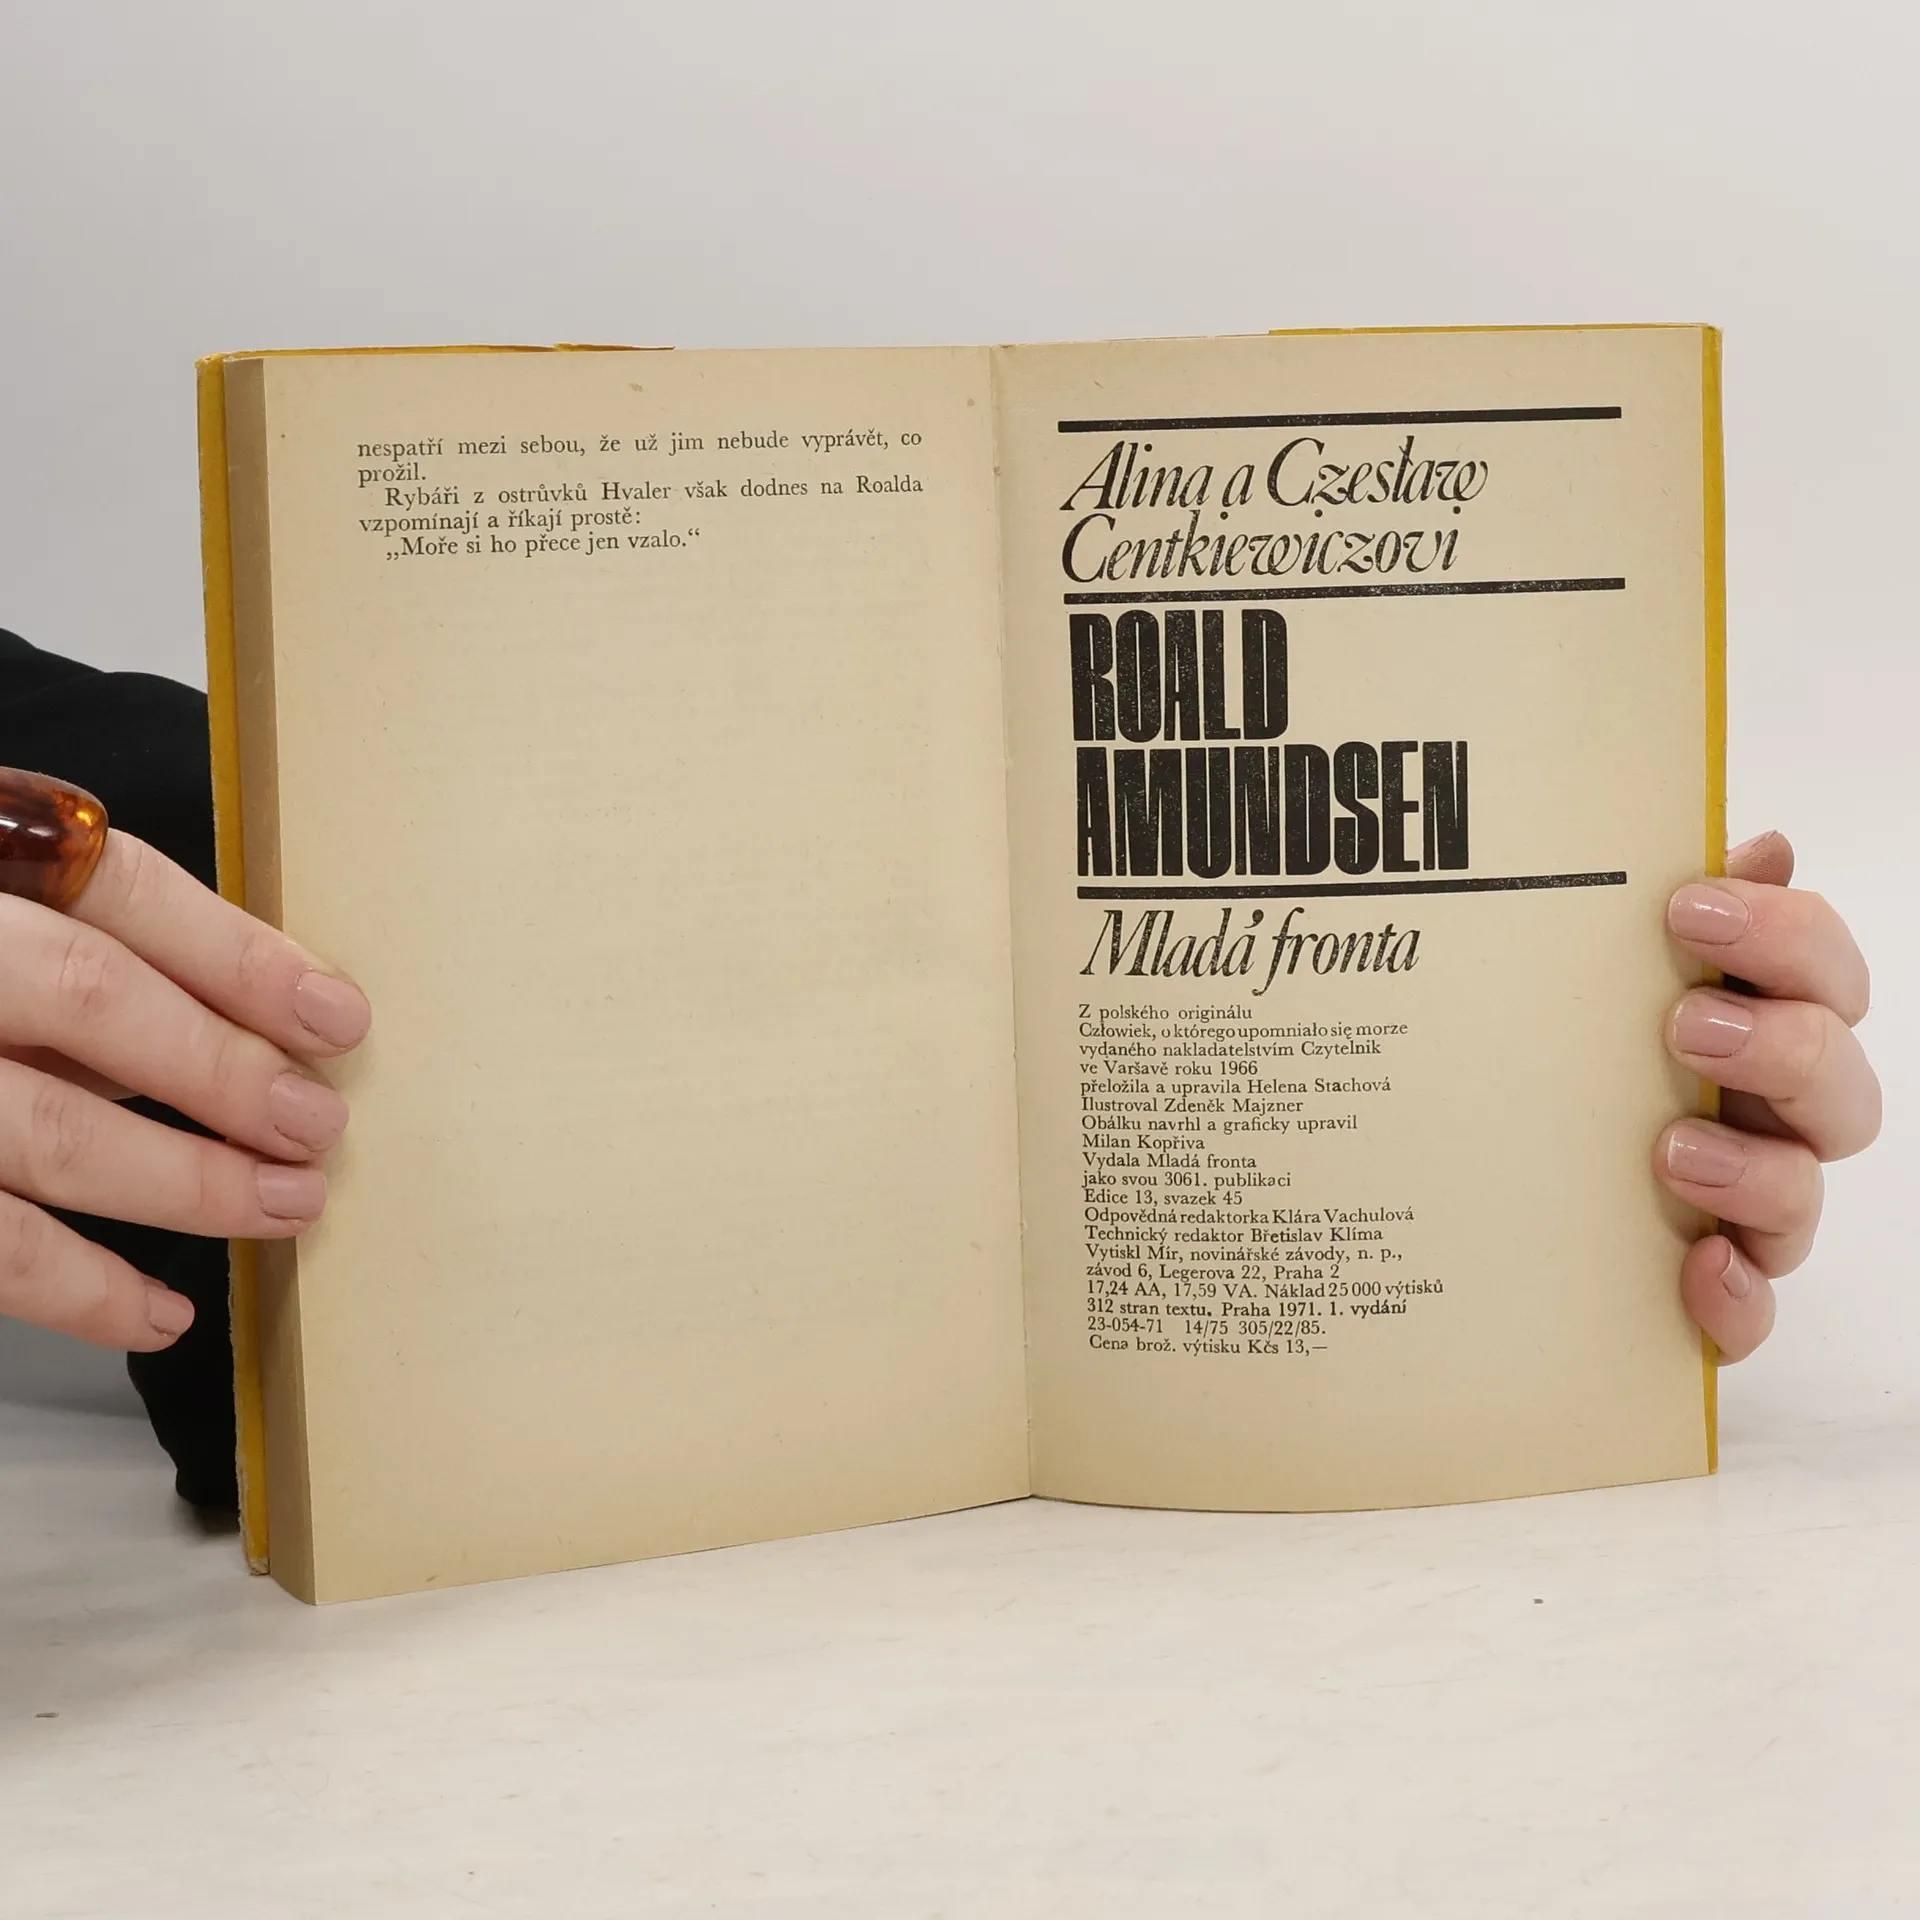 nespatří mezi sebou, že už jim nebude vyprávět, co
prožil.
Rybáři z ostrůvků Hvaler však dodnes na Roalda
vzpomínají a říkají prostě:
„Moře si ho přece jen vzalo.“
Alina a Czesław
Centkiewiczovi
ROALD
AMUNDSEN
Mladá fronta
Z polského originálu
Człowiek, o którego upomniało się morze
vydaného nakladatelstvím Czytelnik
ve Varšavě roku 1966
přeložila a upravila Helena Stachová
Ilustroval Zdeněk Majzner
Obálku navrhl a graficky upravil
Milan Kopřiva
Vydala Mladá fronta
jako svou 3061. publikaci
Edice 13, svazek 45
Odpovědná redaktorka Klára Vachulová
Technický redaktor Břetislav Klíma
Vytiskl Mír, novinářské závody, n. p.,
závod 6, Legerova 22, Praha 2
17,24 AA, 17,59 VA. Náklad 25 000 výtisků
312 stran textu. Praha 1971. 1. vydání
23-054-71 14/75 305/22/85.
Cena brož. výtisku Kčs 13,—